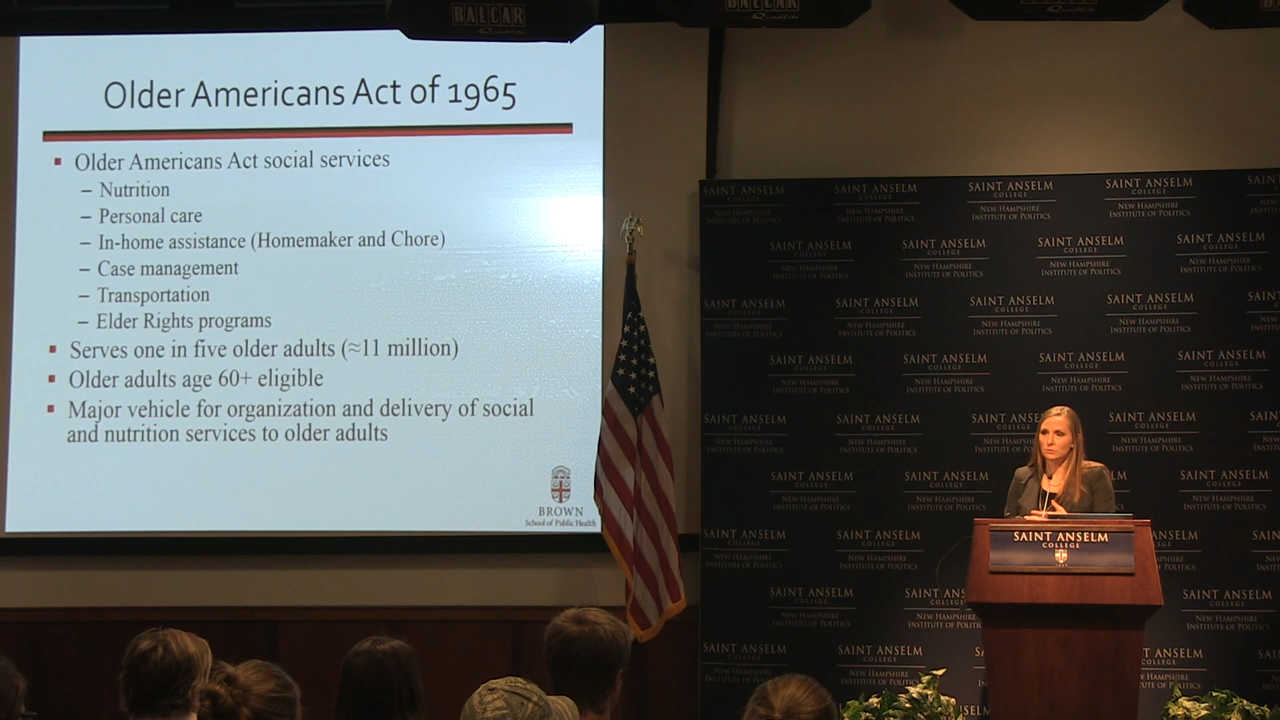 BALCAR
BALCAR
Older Americans Act of 1965
▪ Older Americans Act social services
– Nutrition
– Personal care
– In-home assistance (Homemaker and Chore)
– Case management
– Transportation
– Elder Rights programs
▪ Serves one in five older adults (≈11 million)
▪ Older adults age 60+ eligible
▪ Major vehicle for organization and delivery of social
and nutrition services to older adults
BROWN
School of Public Health
SAINT ANSELM
COLLEGE
NEW HAMPSHIRE
INSTITUTE OF POLITICS
SAINT ANSELM
COLLEGE